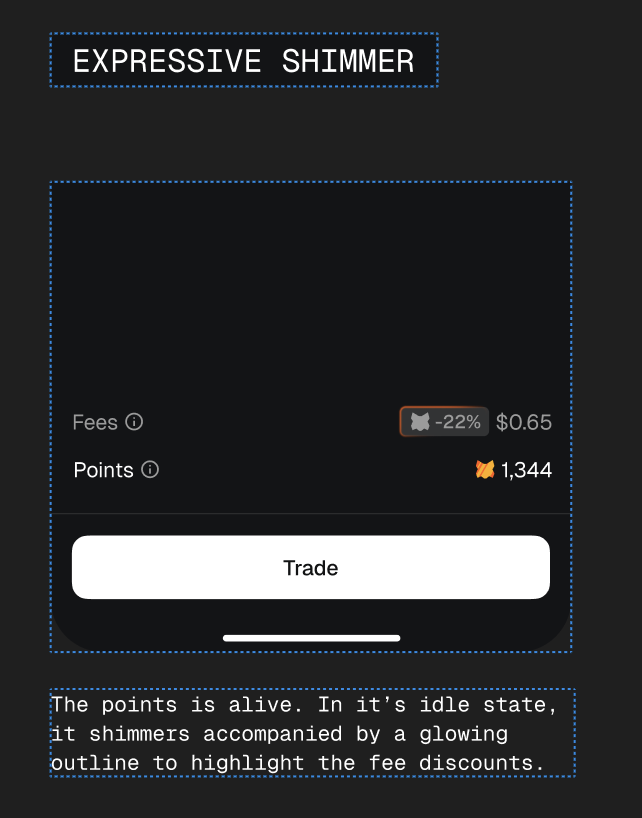 EXPRESSIVE SHIMMER
Fees
-22% $0.65
Points
1,344
Trade
The points is alive. In it’s idle state,
it shimmers accompanied by a glowing
outline to highlight the fee discounts.